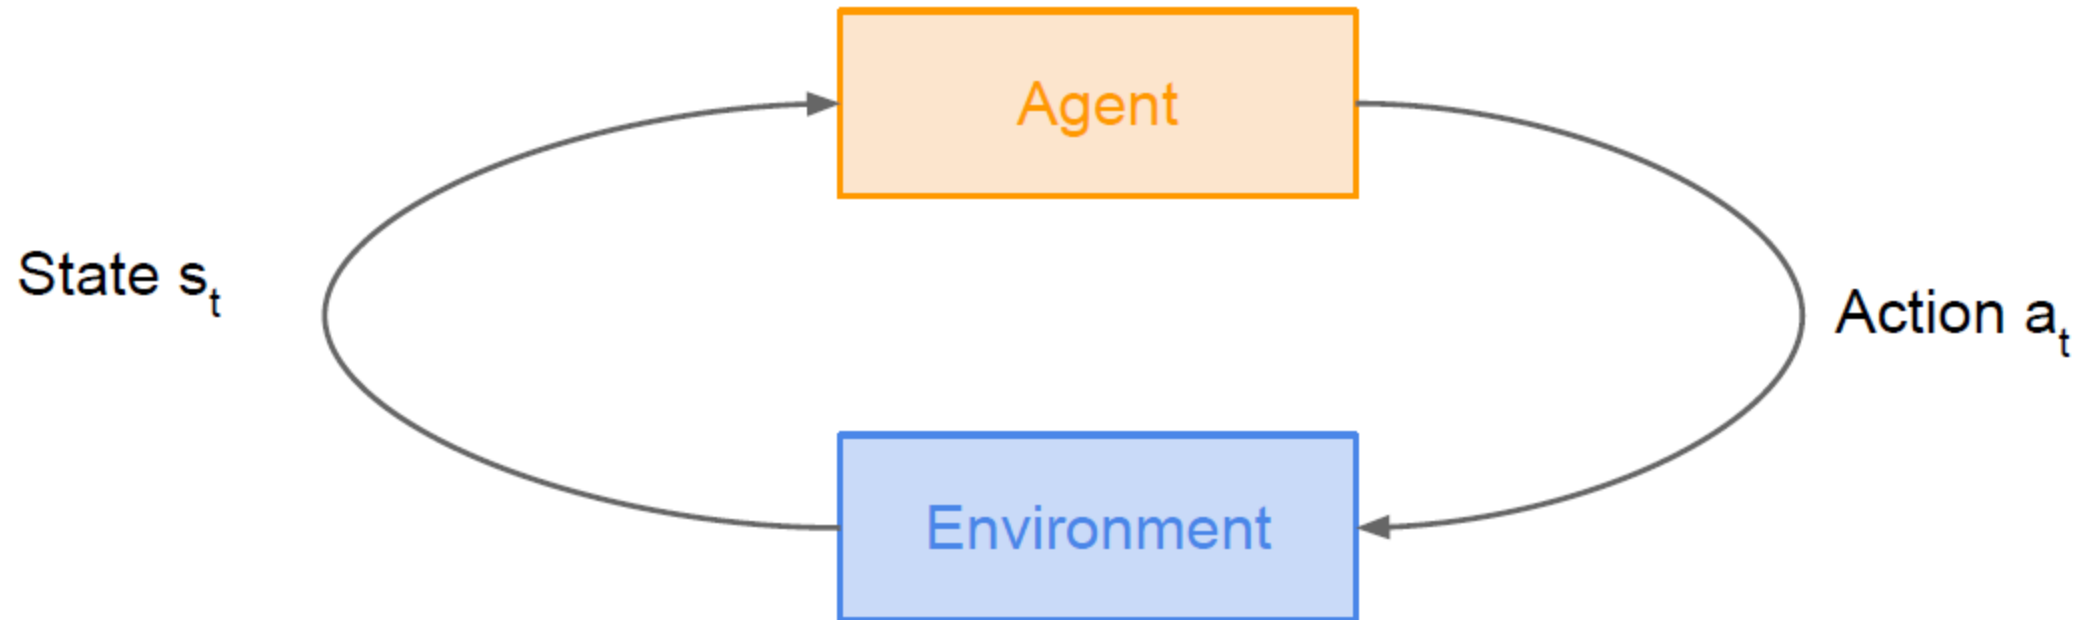 Agent
State sₜ
Action aₜ
Environment